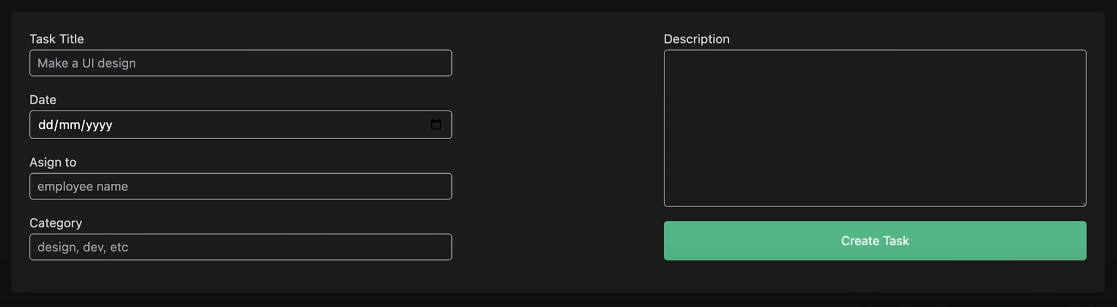 Task Title
Make a UI design
Date
dd/mm/yyyy
Asign to
employee name
Category
design, dev, etc
Description
Create Task